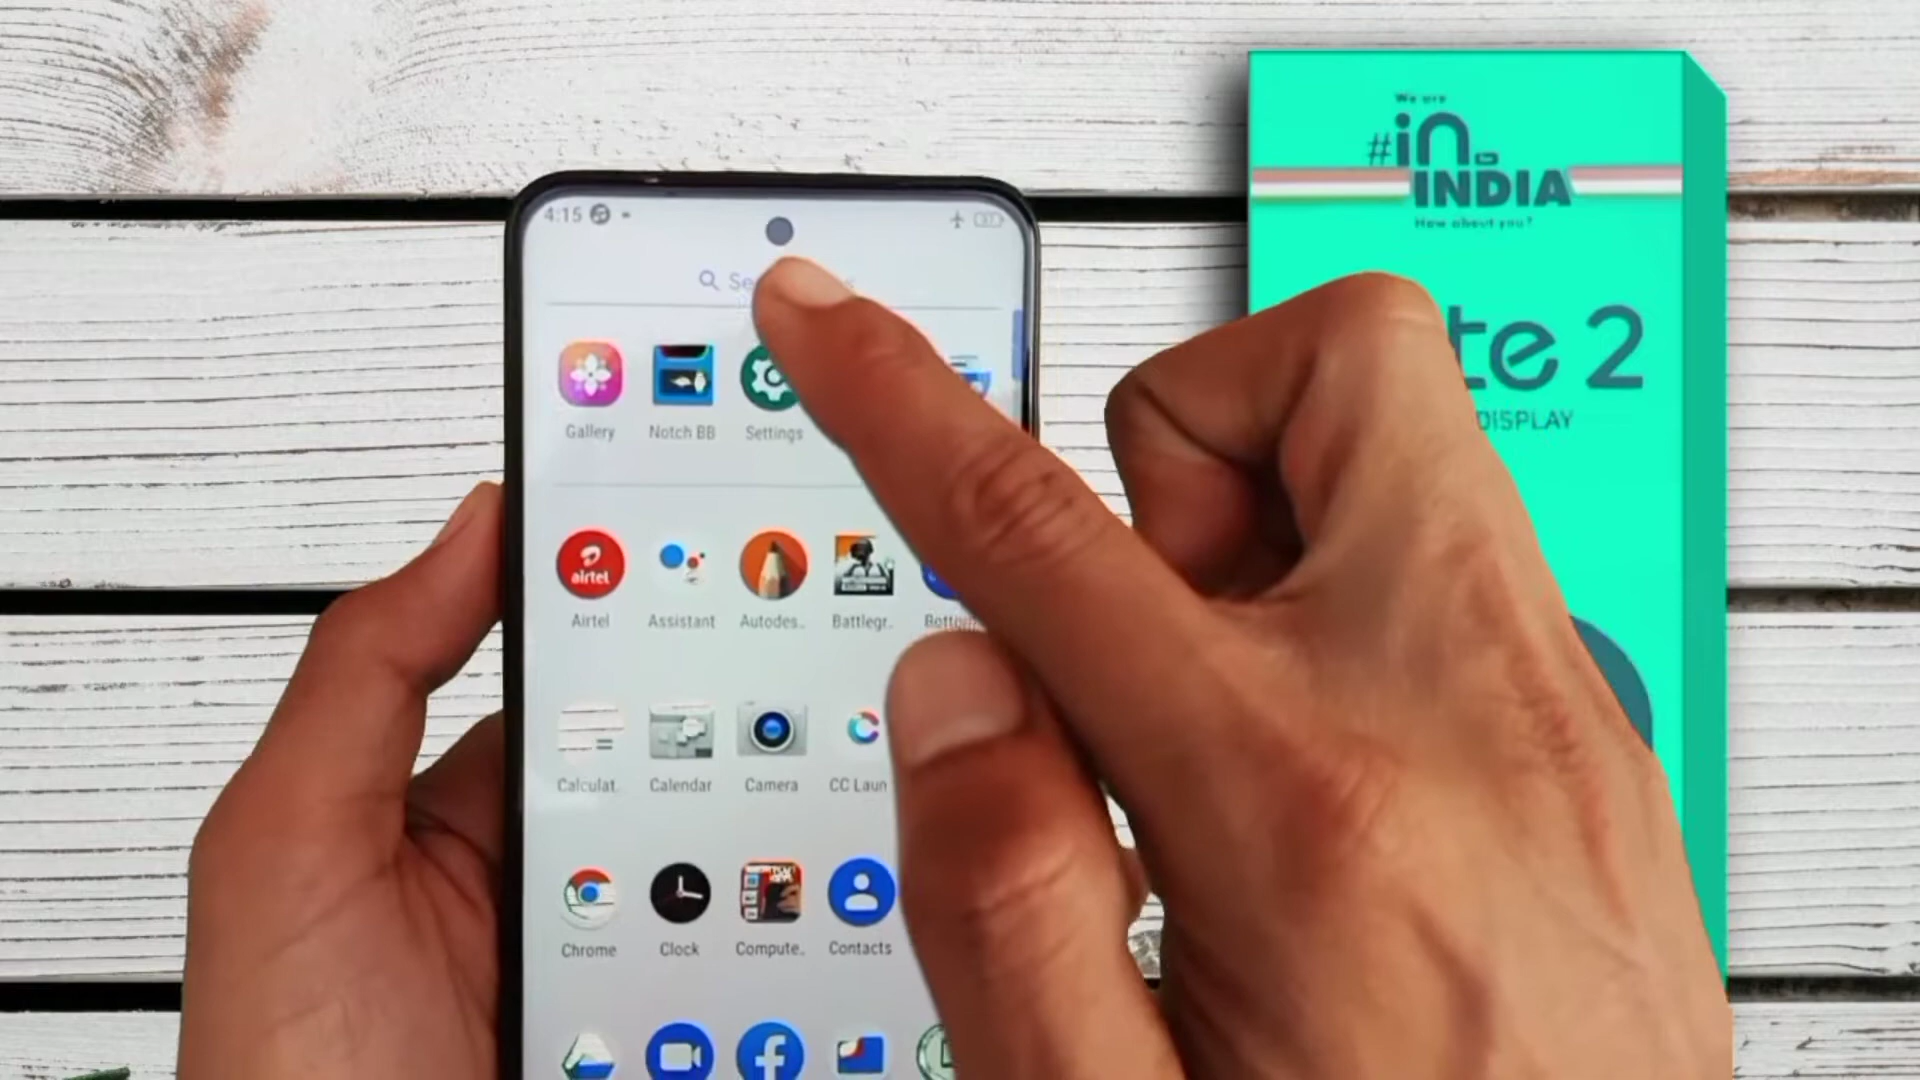 We are
#in
INDIA
How about you?
te 2
DISPLAY
4:15
Gallery
Notch BB
Settings
airtel
Airtel
Assistant
Autodes..
Battlegr..
Calculat.
Calendar
Camera
CC Laun
Chrome
Clock
Compute..
Contacts